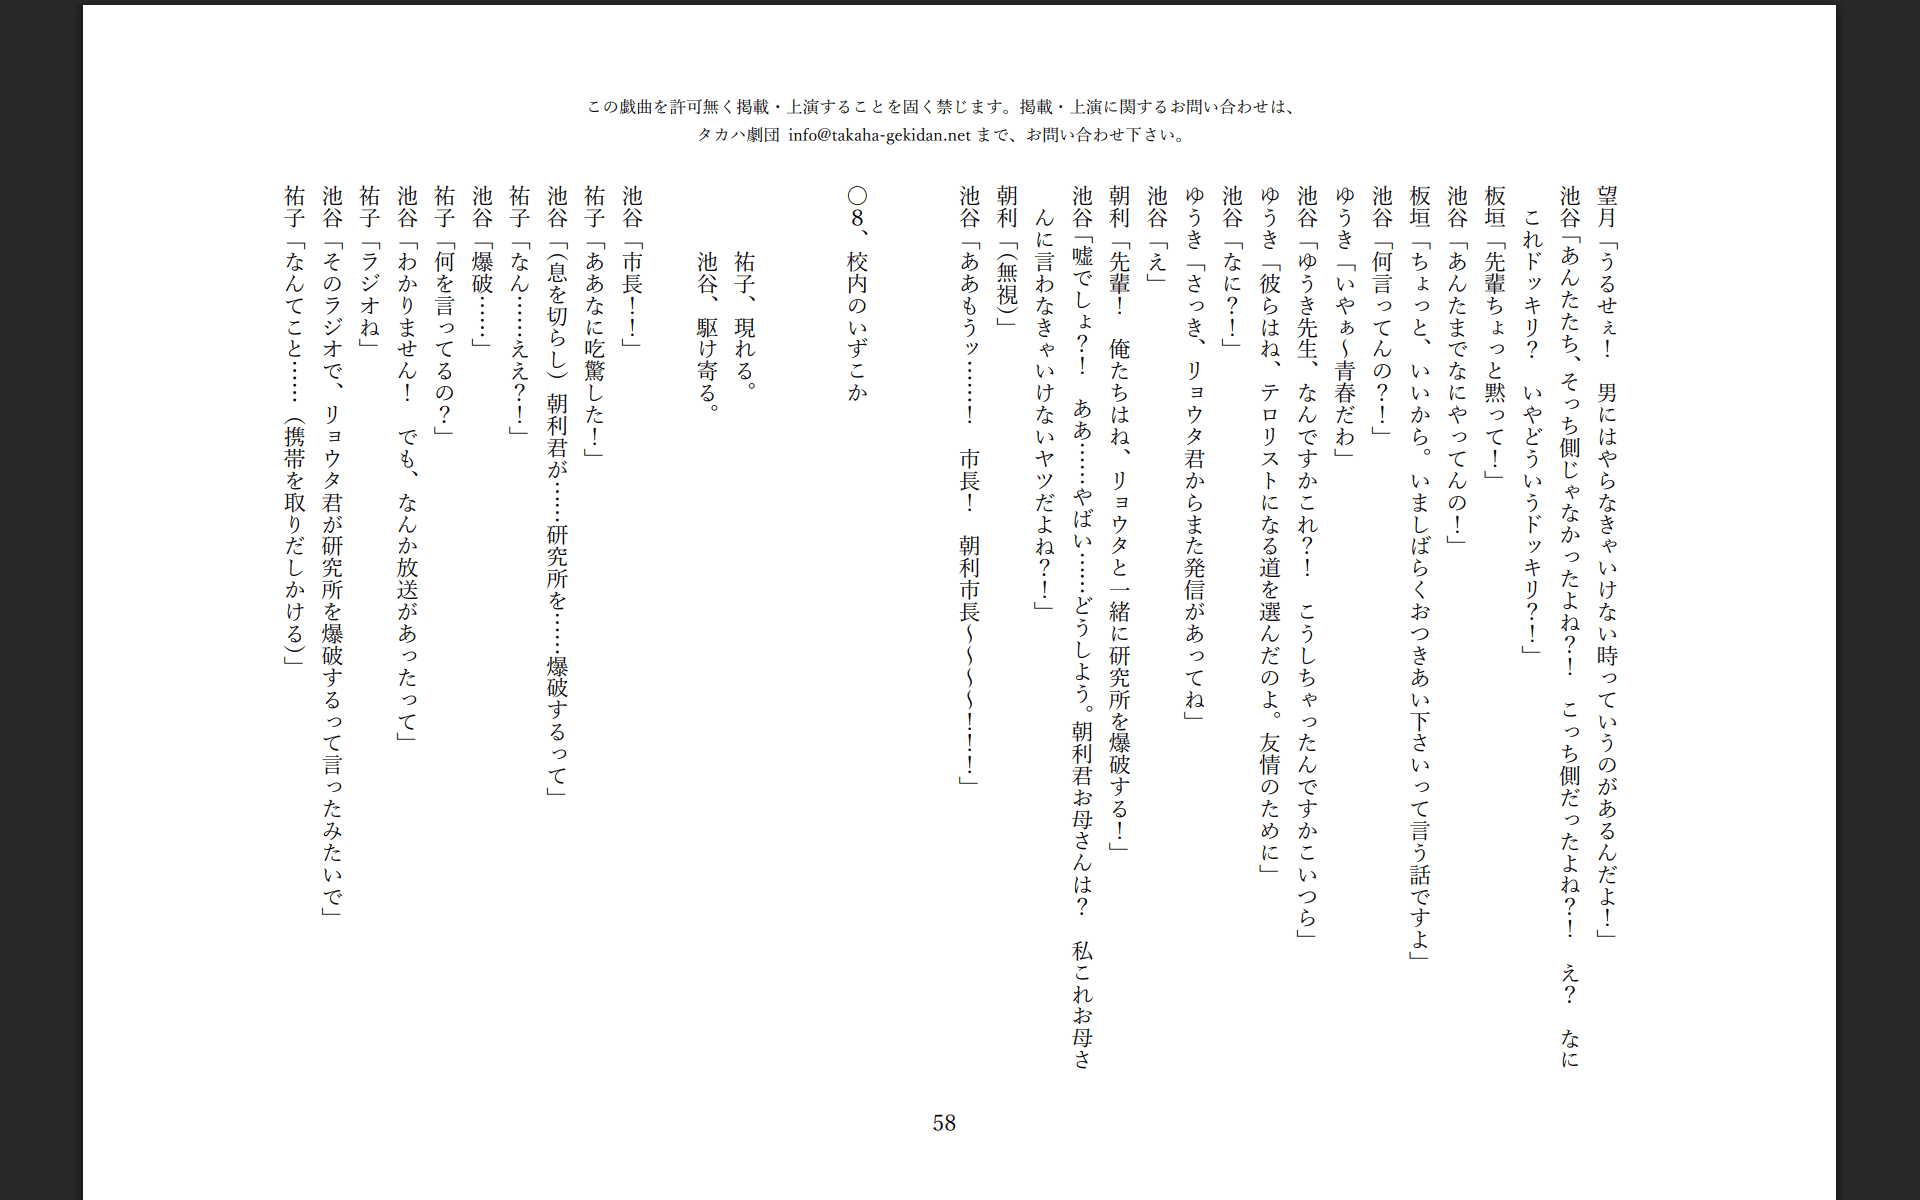 この戯曲を許可無く掲載・上演することを固く禁じます。掲載・上演に関するお問い合わせは、
タカハ劇団 info@takaha-gekidan.net まで、お問い合わせ下さい。
望月「うるせぇ！　男にはやらなきゃいけない時っていうのがあるんだよ！」
池谷「あんたたち、そっち側じゃなかったよね？！　こっち側だったよね？！　え？　なに
これドッキリ？　いやどういうドッキリ？！」
板垣「先輩ちょっと黙って！」
池谷「あんたまでなにやってんの！」
板垣「ちょっと、いいから。いましばらくおつきあい下さいって言う話ですよ」
池谷「何言ってんの？！」
ゆうき「いやぁ～青春だわ」
池谷「ゆうき先生、なんですかこれ？！　こうしちゃったんですかこいつら」
ゆうき「彼らはね、テロリストになる道を選んだのよ。友情のために」
池谷「なに？！」
ゆうき「さっき、リョウタ君からまた発信があってね」
池谷「え」
朝利「先輩！　俺たちはね、リョウタと一緒に研究所を爆破する！」
池谷「嘘でしょ？！　ああ……やばい……どうしよう。朝利君お母さんは？　私これお母さ
んに言わなきゃいけないヤツだよね？！」
朝利「（無視）」
池谷「ああもうッ……！　市長！　朝利市長～～～～！！！」
〇８、校内のいずこか
祐子、現れる。
池谷、駆け寄る。
池谷「市長！！」
祐子「ああなに吃驚した！」
池谷「（息を切らし）朝利君が……研究所を……爆破するって」
祐子「なん……ええ？！」
池谷「爆破……」
祐子「何を言ってるの？」
池谷「わかりません！　でも、なんか放送があったって」
祐子「ラジオね」
池谷「そのラジオで、リョウタ君が研究所を爆破するって言ったみたいで」
祐子「なんてこと……（携帯を取りだしかける）」
58